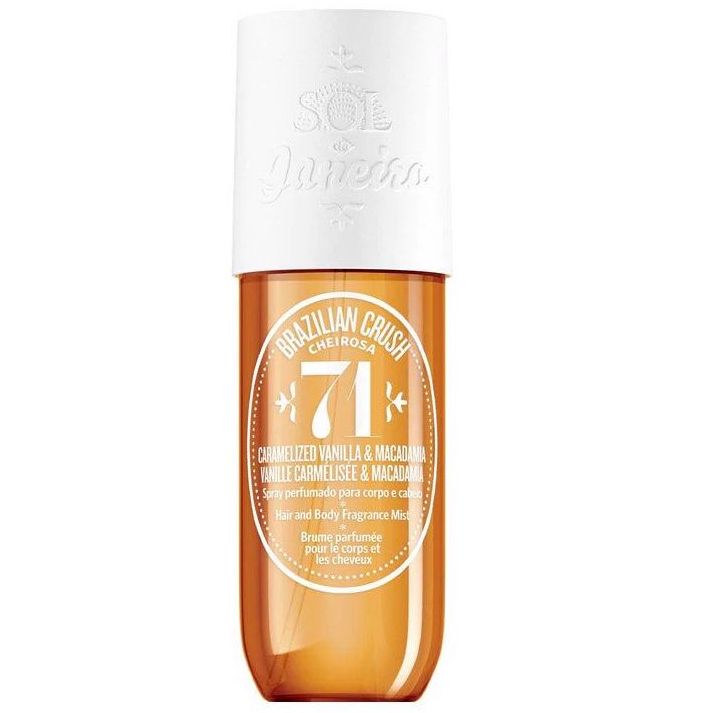 SOL
de
Janeiro
BRAZILIAN CRUSH
CHEIROSA
71
CARAMELIZED VANILLA & MACADAMIA
VANILLE CARMELISÉE & MACADAMIA
Spray perfumado para corpo e cabelo
*
Hair and Body Fragrance Mist
*
Brume parfumée
pour le corps et
les cheveux